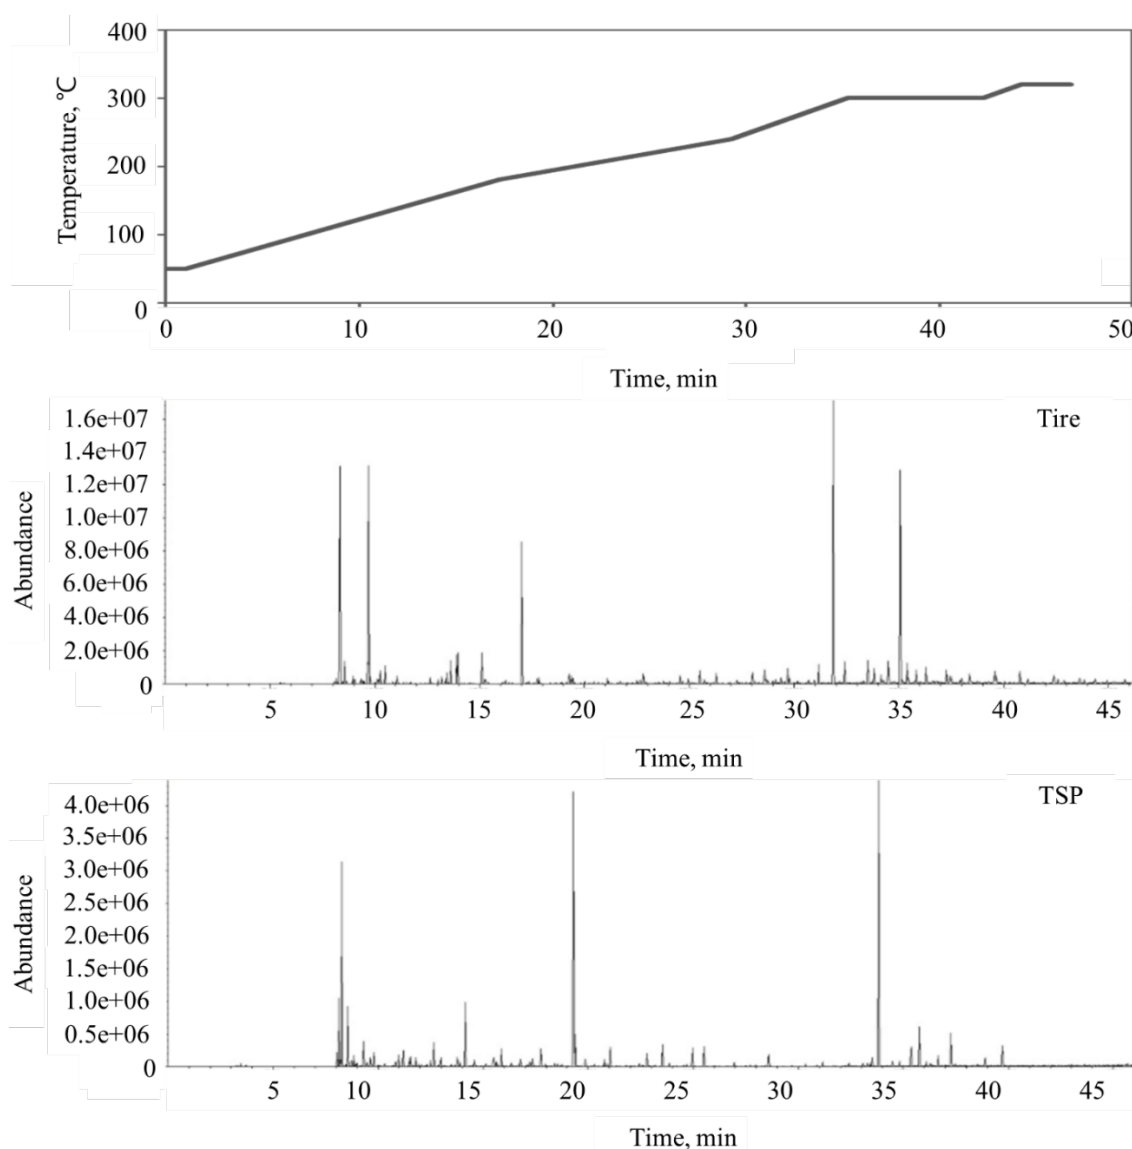 Temperature, ℃
400
300
200
100
0
0 10 20 30 40 50
Time, min
Tire
Abundance
1.6e+07
1.4e+07
1.2e+07
1.0e+07
8.0e+06
6.0e+06
4.0e+06
2.0e+06
0
5 10 15 20 25 30 35 40 45
Time, min
TSP
Abundance
4.0e+06
3.5e+06
3.0e+06
2.5e+06
2.0e+06
1.5e+06
1.0e+06
0.5e+06
0
5 10 15 20 25 30 35 40 45
Time, min